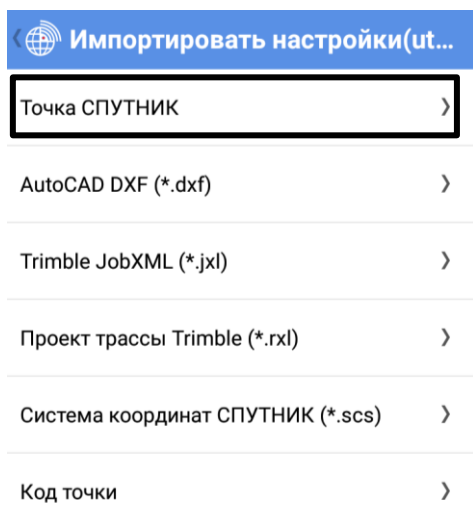 Импортировать настройки(ut...
Точка СПУТНИК
AutoCAD DXF (*.dxf)
Trimble JobXML (*.jxl)
Проект трассы Trimble (*.rxl)
Система координат СПУТНИК (*.scs)
Код точки